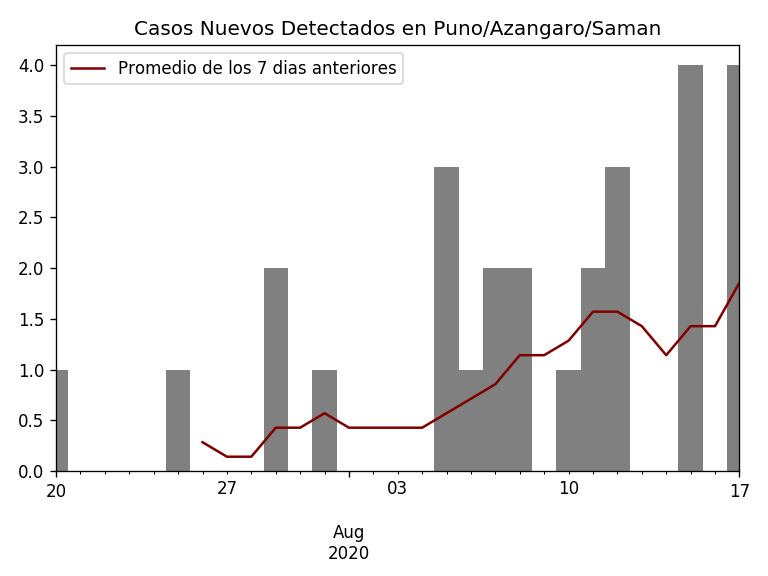 Casos Nuevos Detectados en Puno/Azangaro/Saman
Promedio de los 7 dias anteriores
4.0
3.5
3.0
2.5
2.0
1.5
1.0
0.5
0.0
20 27 03 10 17
Aug
2020